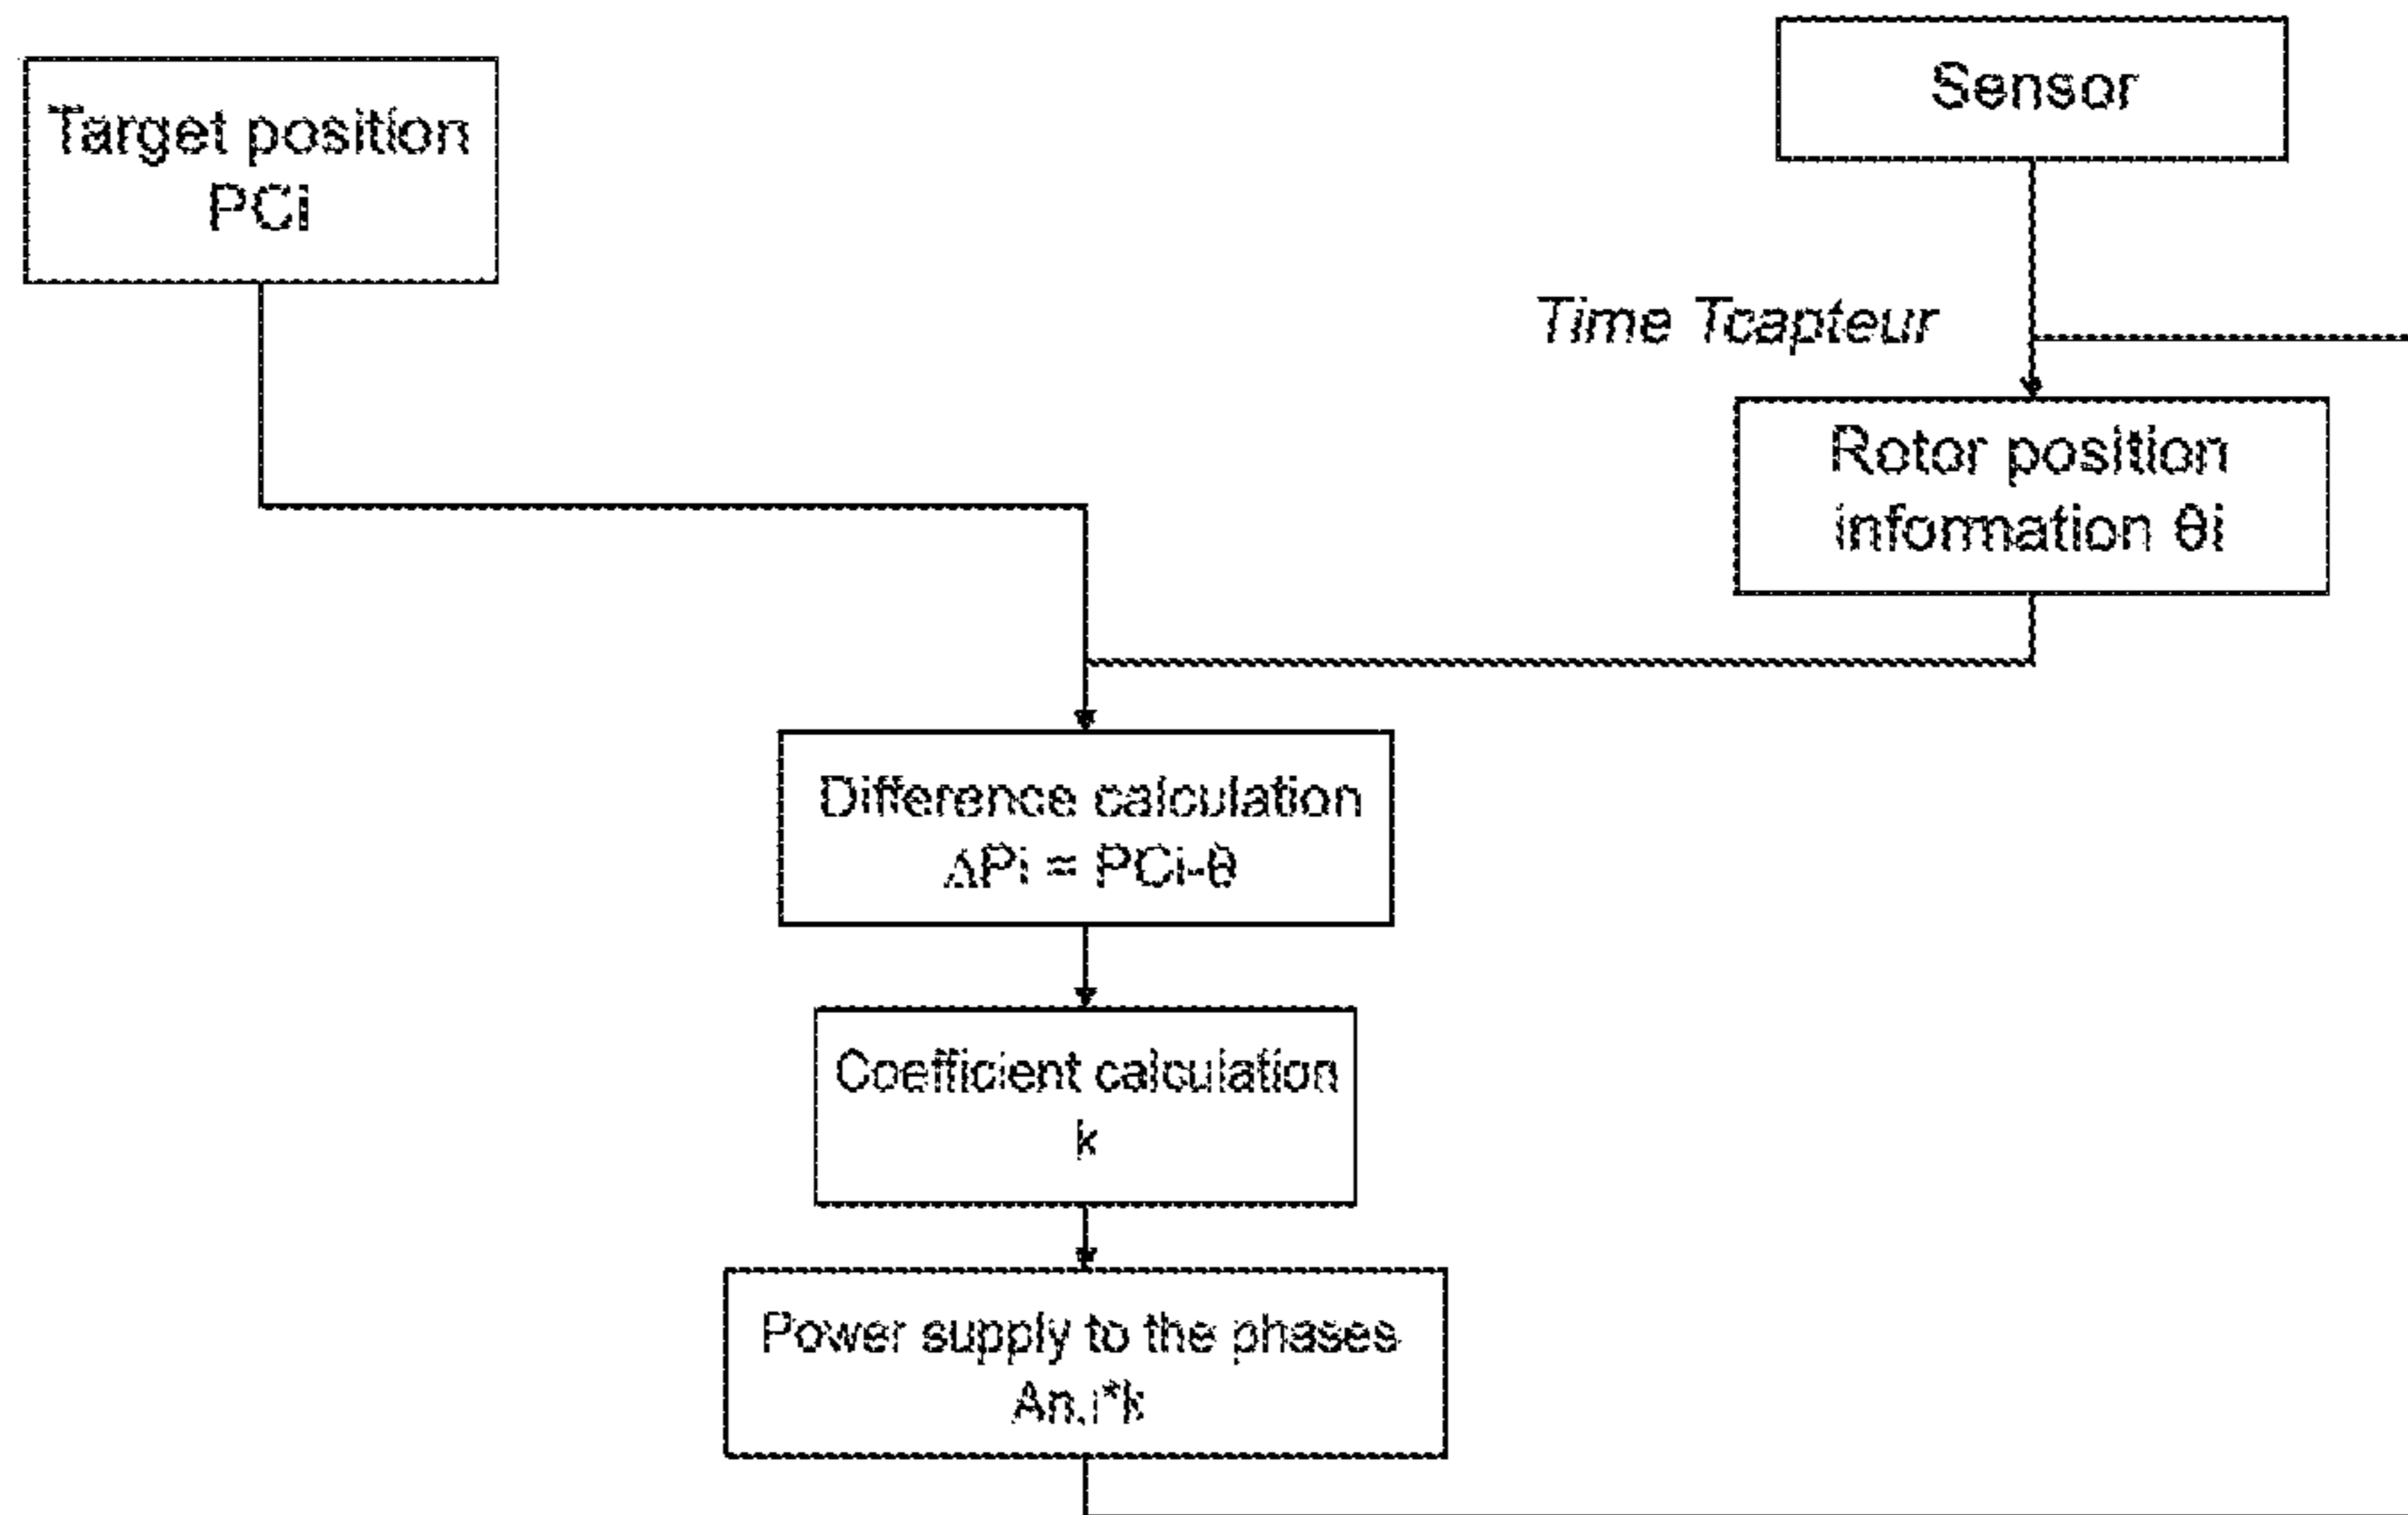 Target position
PCi
Sensor
Time Tcapteur
Rotor position
information θi
Difference calculation
ΔPi = PCi-θ
Coefficient calculation
k
Power supply to the phases
An.i*k